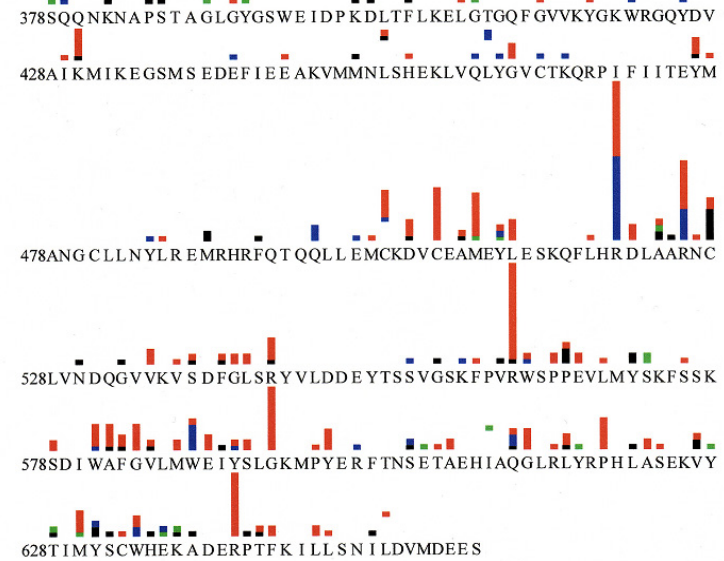 378SQQNKNAPSTAGLGYGSWEIDPKDLTFLKELGTGQFGVVKYGKWRGQYDV
428AIKMIKEGSMSEDEFIEEAKVMMNLSHEKLVQLYGVCTKQRPIFIITEYM
478ANGCLLNYLREMRHRFQTQQLLEMCKDVCEAMEYLESKQFLHRDLAARNC
528LVNDQGVVKVSDFGLSRYVLDDEYTSSVGSKFPVRWSPPEVLMYSKFSSK
578SDIWAFGVLMWEIYSLGKMPYERFTNSETAEHIAQGLRLYRPHLASEKVY
628TIMYSCWHEKADERPTFKILLSNILDVMDEES